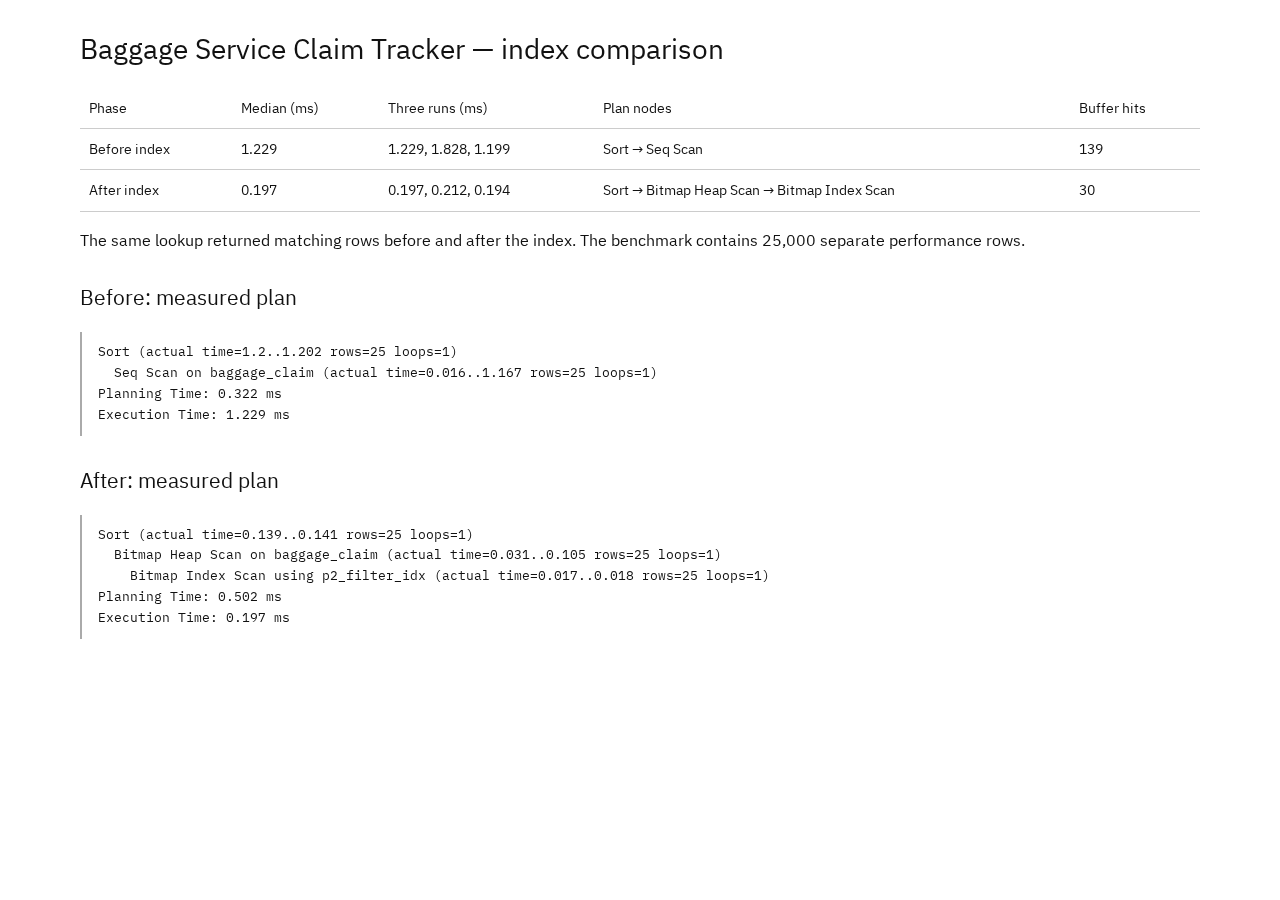 Baggage Service Claim Tracker — index comparison
Phase Median (ms) Three runs (ms) Plan nodes Buffer hits
Before index 1.229 1.229, 1.828, 1.199 Sort → Seq Scan 139
After index 0.197 0.197, 0.212, 0.194 Sort → Bitmap Heap Scan → Bitmap Index Scan 30
The same lookup returned matching rows before and after the index. The benchmark contains 25,000 separate performance rows.
Before: measured plan
Sort (actual time=1.2..1.202 rows=25 loops=1)
  Seq Scan on baggage_claim (actual time=0.016..1.167 rows=25 loops=1)
Planning Time: 0.322 ms
Execution Time: 1.229 ms
After: measured plan
Sort (actual time=0.139..0.141 rows=25 loops=1)
  Bitmap Heap Scan on baggage_claim (actual time=0.031..0.105 rows=25 loops=1)
    Bitmap Index Scan using p2_filter_idx (actual time=0.017..0.018 rows=25 loops=1)
Planning Time: 0.502 ms
Execution Time: 0.197 ms